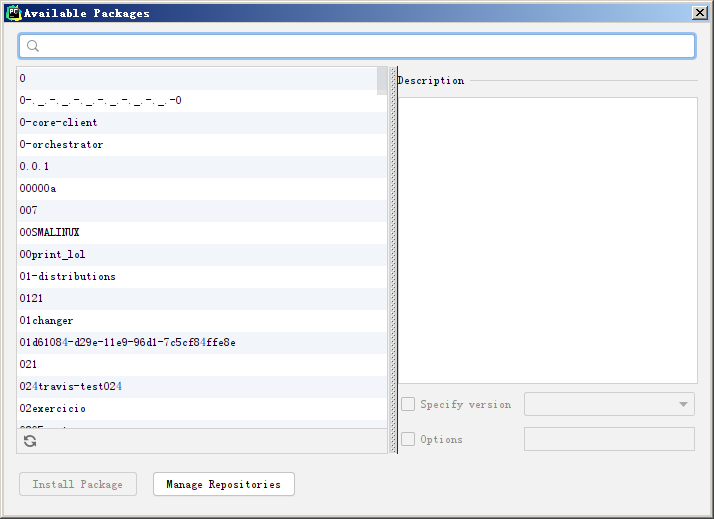 PC Available Packages
0
0-._.-._.-._.-._.-._.-._.-0
0-core-client
0-orchestrator
0.0.1
00000a
007
00SMALINUX
00print_lol
01-distributions
0121
01changer
01d61084-d29e-11e9-96d1-7c5cf84ffe8e
021
024travis-test024
02exercicio
Description
Specify version
Options
Install Package
Manage Repositories